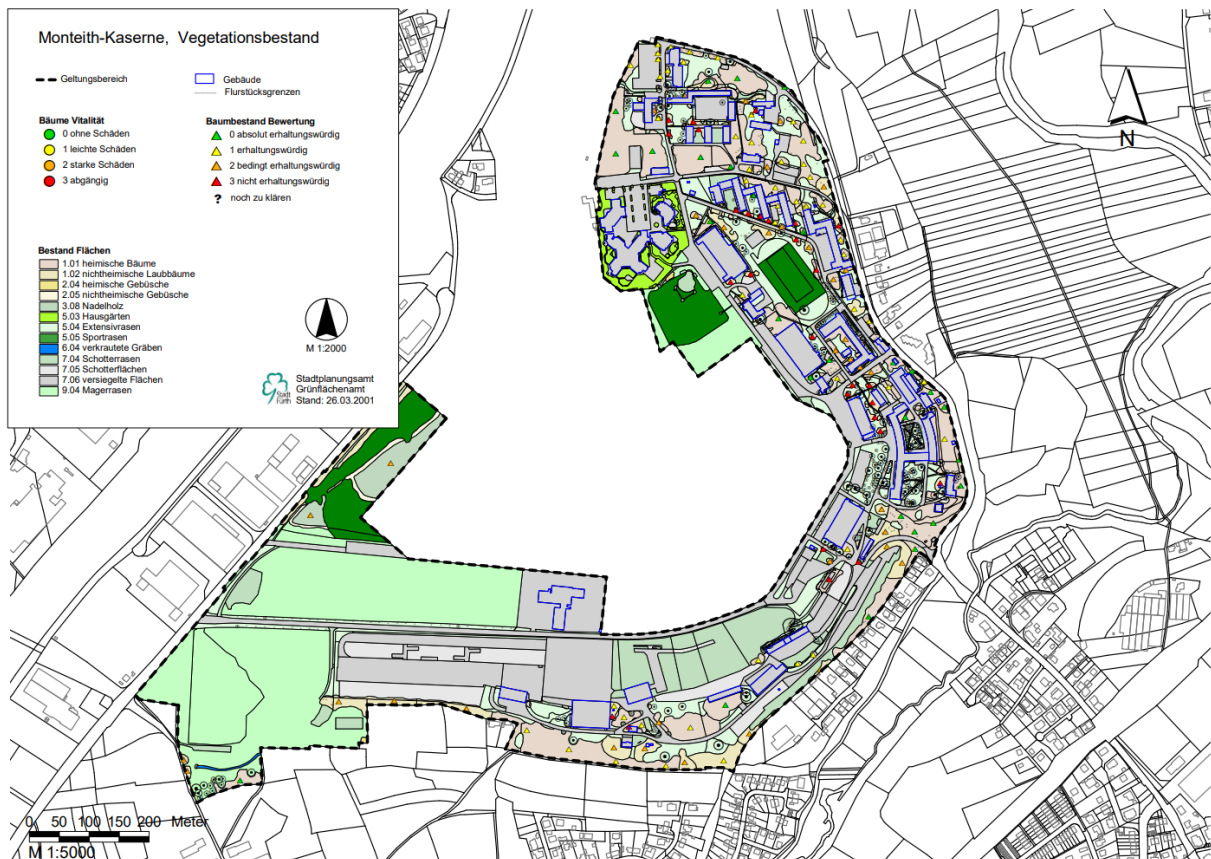 Monteith-Kaserne, Vegetationsbestand
Geltungsbereich
Gebäude
Flurstücksgrenzen
Bäume Vitalität
0 ohne Schäden
1 leichte Schäden
2 starke Schäden
3 abgängig
Baumbestand Bewertung
0 absolut erhaltungswürdig
1 erhaltungswürdig
2 bedingt erhaltungswürdig
3 nicht erhaltungswürdig
? noch zu klären
Bestand Flächen
1.01 heimische Bäume
1.02 nichtheimische Laubbäume
2.04 heimische Gebüsche
2.05 nichtheimische Gebüsche
3.08 Nadelholz
5.03 Hausgärten
5.04 Extensivrasen
5.05 Sportrasen
6.04 verkrautete Gräben
7.04 Schotterrasen
7.05 Schotterflächen
7.06 versiegelte Flächen
9.04 Magerrasen
M 1:2000
Stadt
Fürth
Stadtplanungsamt
Grünflächenamt
Stand: 26.03.2001
N
0 50 100 150 200 Meter
M 1:5000